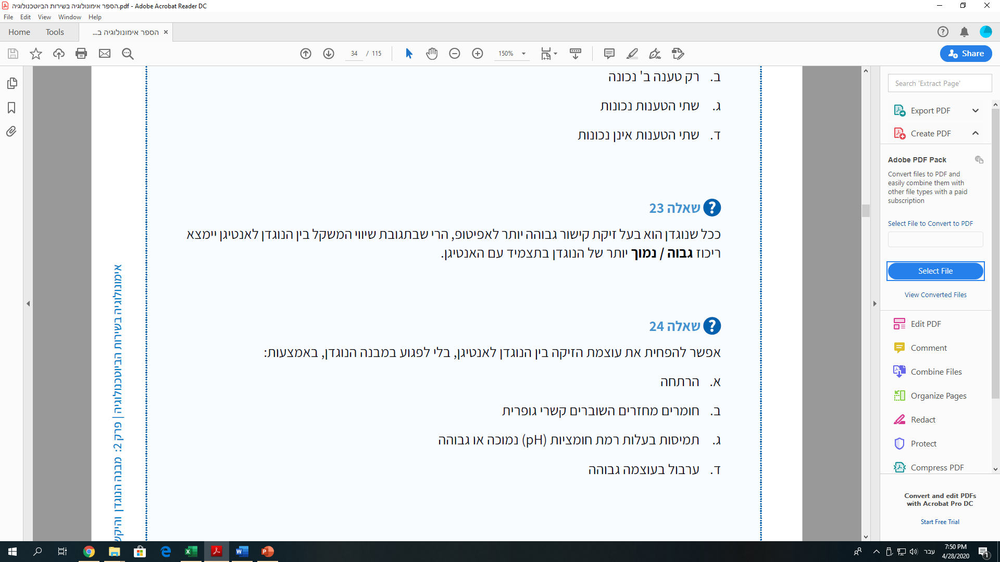 הספר אימונולוגיה בשירות הביוטכנולוגיה.pdf - Adobe Acrobat Reader DC
File Edit View Window Help
Home Tools הספר אימונולוגיה ב...
34 / 115 150% Share
ב. רק טענה ב' נכונה
ג. שתי הטענות נכונות
ד. שתי הטענות אינן נכונות
שאלה 23
ככל שנוגדן הוא בעל זיקת קישור גבוהה יותר לאפיטופ, הרי שבתגובת שיווי המשקל בין הנוגדן לאנטיגן יימצא
ריכוז גבוה / נמוך יותר של הנוגדן בתצמיד עם האנטיגן.
שאלה 24
אפשר להפחית את עוצמת הזיקה בין הנוגדן לאנטיגן, בלי לפגוע במבנה הנוגדן, באמצעות:
א. הרתחה
ב. חומרים מחזרים השוברים קשרי גופרית
ג. תמיסות בעלות רמת חומציות (pH) נמוכה או גבוהה
ד. ערבול בעוצמה גבוהה
אימונולוגיה בשירות הביוטכנולוגיה | פרק 2: מבנה הנוגדן
Search 'Extract Page'
Export PDF
Create PDF
Adobe PDF Pack
Convert files to PDF and
easily combine them with
other file types with a paid
subscription
Select File to Convert to PDF
Select File
View Converted Files
Edit PDF
Comment
Combine Files
Organize Pages
Redact
Protect
Compress PDF
Convert and edit PDFs
with Acrobat Pro DC
Start Free Trial
עבר
7:50 PM
4/28/2020
1